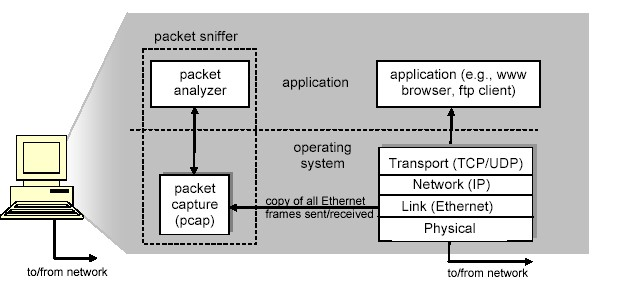 packet sniffer
packet
analyzer
application
application (e.g., www
browser, ftp client)
operating
system
packet
capture
(pcap)
copy of all Ethernet
frames sent/received
Transport (TCP/UDP)
Network (IP)
Link (Ethernet)
Physical
to/from network
to/from network